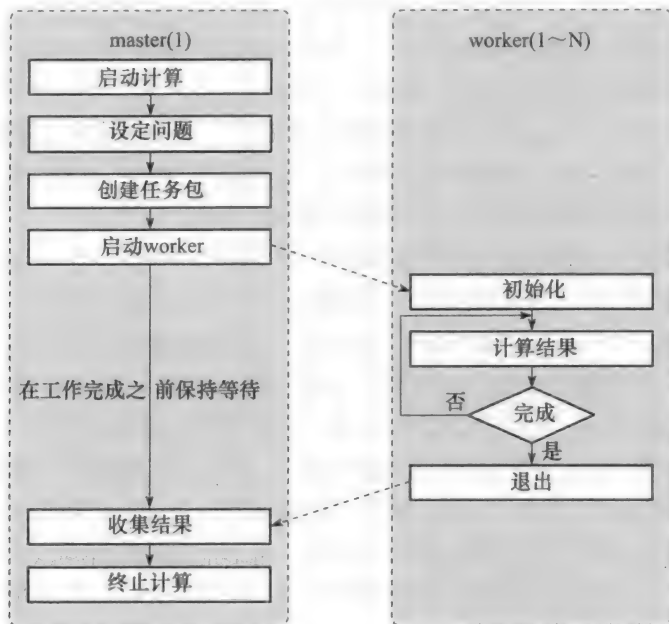 master(1)
启动计算
设定问题
创建任务包
启动worker
在工作完成之 前保持等待
收集结果
终止计算
worker(1～N)
初始化
计算结果
否
完成
是
退出